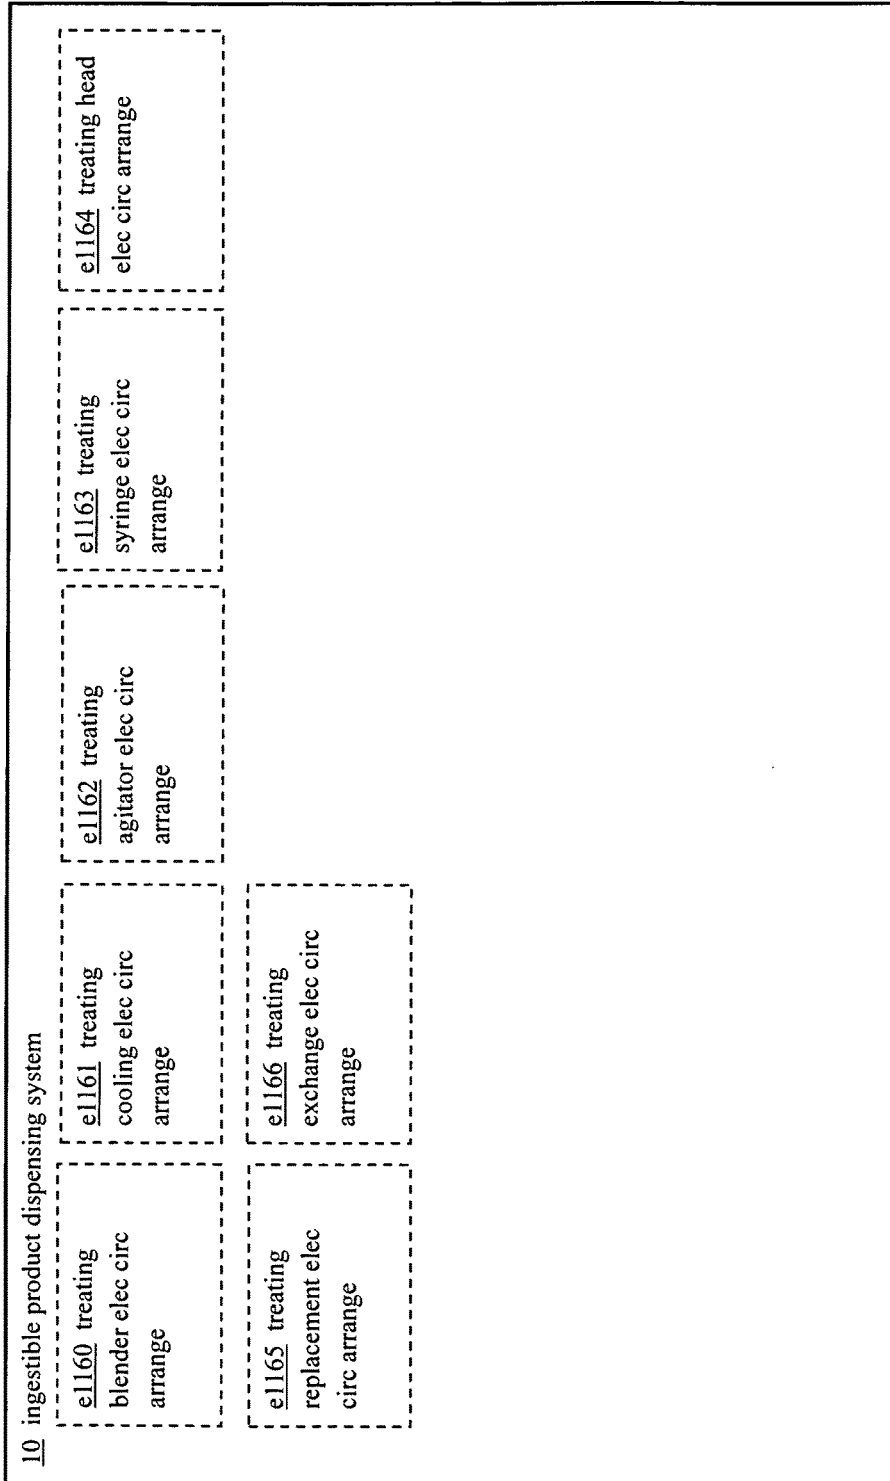 10 ingestible product dispensing system
e1160 treating
blender elec circ
arrange
e1161 treating
cooling elec circ
arrange
e1162 treating
agitator elec circ
arrange
e1163 treating
syringe elec circ
arrange
e1164 treating head
elec circ arrange
e1165 treating
replacement elec
circ arrange
e1166 treating
exchange elec circ
arrange